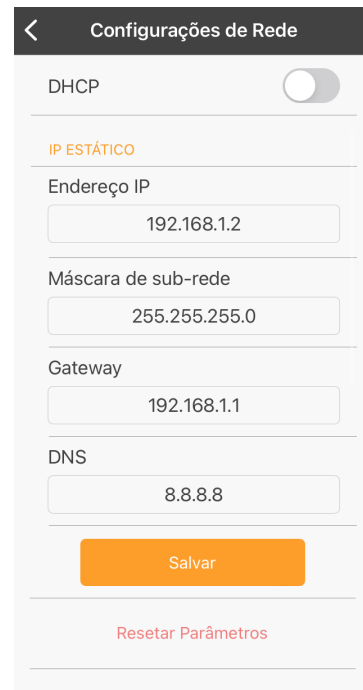 Configurações de Rede
DHCP
IP ESTÁTICO
Endereço IP
192.168.1.2
Máscara de sub-rede
255.255.255.0
Gateway
192.168.1.1
DNS
8.8.8.8
Salvar
Resetar Parâmetros